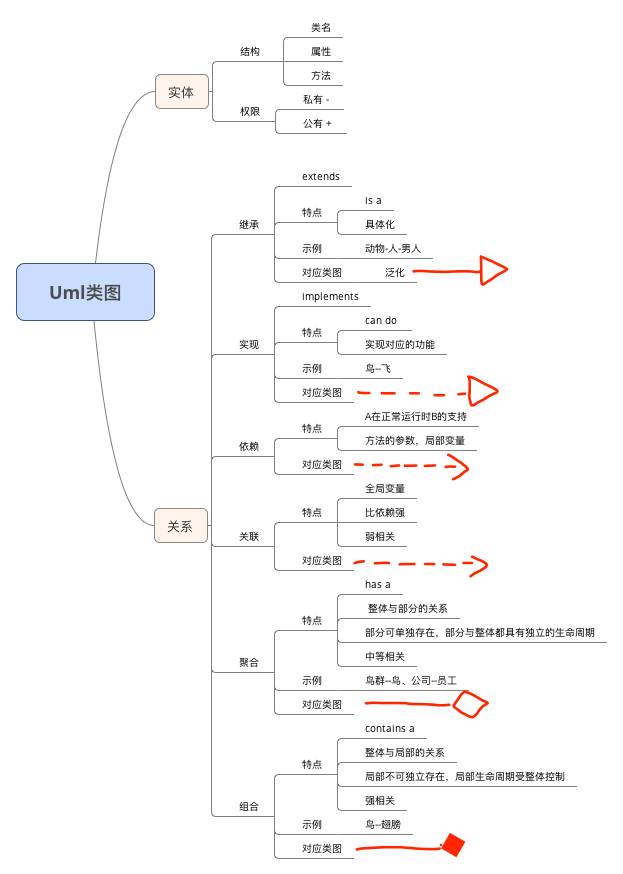 Uml类图
实体
结构
类名
属性
方法
权限
私有 -
公有 +
关系
继承
extends
特点
is a
具体化
示例
动物-人-男人
对应类图
泛化
实现
implements
特点
can do
实现对应的功能
示例
鸟--飞
对应类图
依赖
特点
A在正常运行时B的支持
方法的参数，局部变量
对应类图
关联
特点
全局变量
比依赖强
弱相关
对应类图
聚合
特点
has a
整体与部分的关系
部分可单独存在，部分与整体都具有独立的生命周期
中等相关
示例
鸟群--鸟、公司--员工
对应类图
组合
特点
contains a
整体与局部的关系
局部不可独立存在，局部生命周期受整体控制
强相关
示例
鸟--翅膀
对应类图